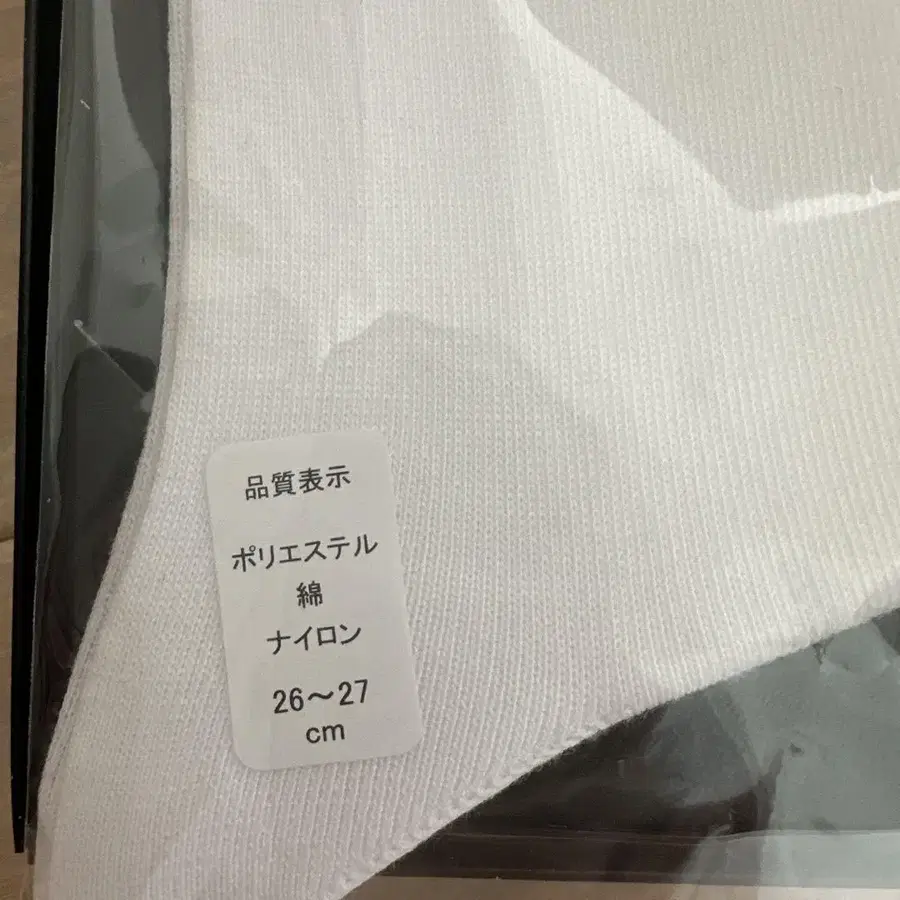 品質表示
ポリエステル
綿
ナイロン
26～27
cm